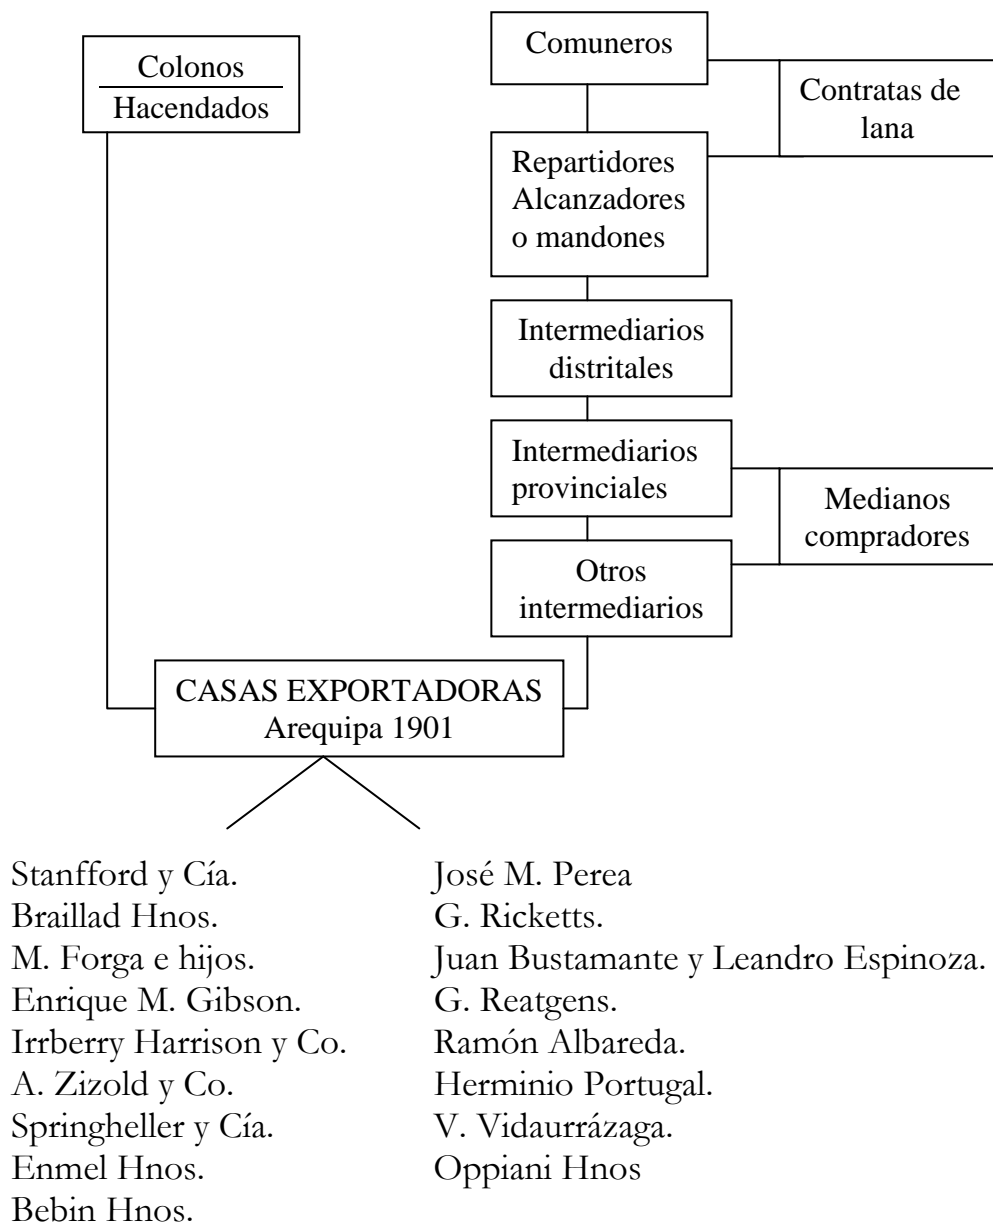 Colonos
Hacendados
Comuneros
Contratas de
lana
Repartidores
Alcanzadores
o mandones
Intermediarios
distritales
Intermediarios
provinciales
Medianos
compradores
Otros
intermediarios
CASAS EXPORTADORAS
Arequipa 1901
Stanfford y Cía.
Braillad Hnos.
M. Forga e hijos.
Enrique M. Gibson.
Irrberry Harrison y Co.
A. Zizold y Co.
Springheller y Cía.
Enmel Hnos.
Bebin Hnos.
José M. Perea
G. Ricketts.
Juan Bustamante y Leandro Espinoza.
G. Reatgens.
Ramón Albareda.
Herminio Portugal.
V. Vidaurrázaga.
Oppiani Hnos